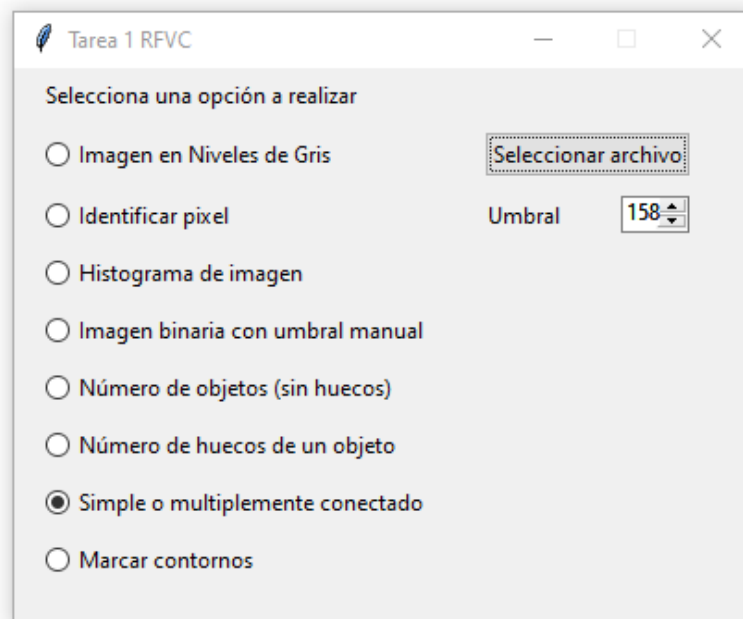 Tarea 1 RFVC
Selecciona una opción a realizar
Imagen en Niveles de Gris
Seleccionar archivo
Identificar pixel
Umbral
158
Histograma de imagen
Imagen binaria con umbral manual
Número de objetos (sin huecos)
Número de huecos de un objeto
Simple o multiplemente conectado
Marcar contornos